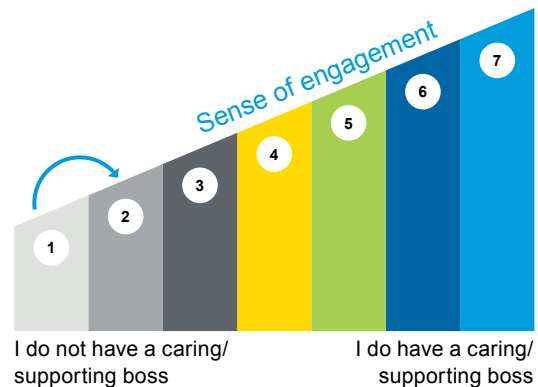 Sense of engagement
1
2
3
4
5
6
7
I do not have a caring/
supporting boss
I do have a caring/
supporting boss